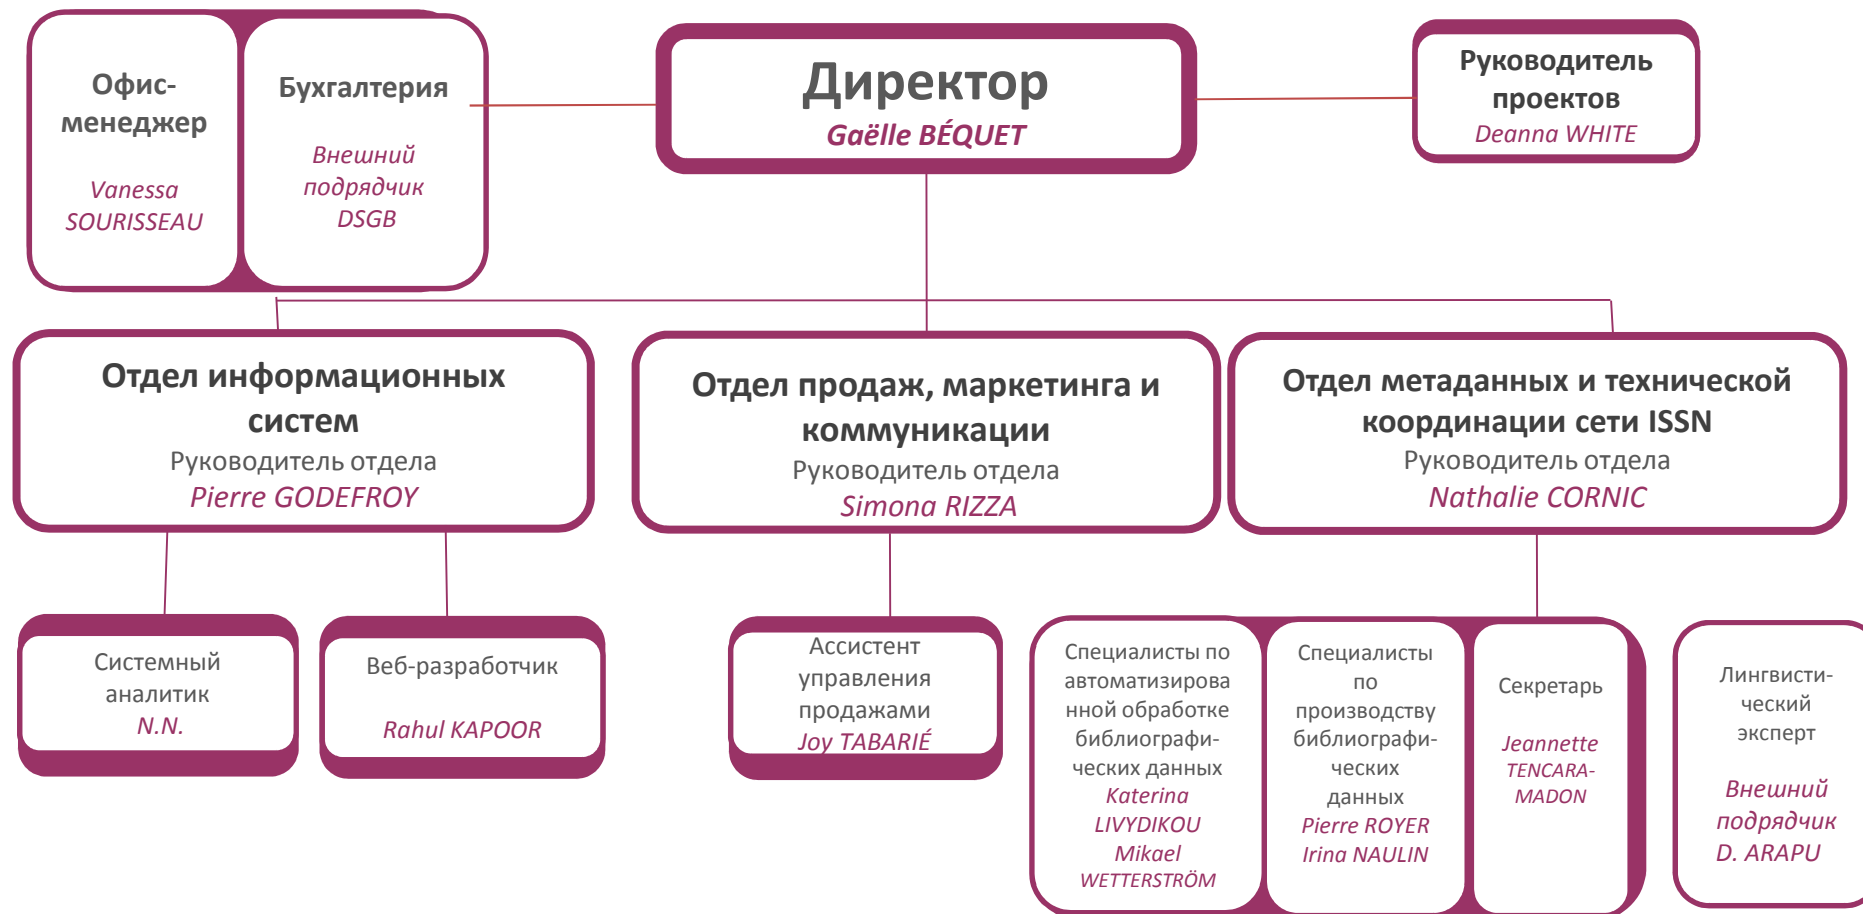 Офис-
менеджер
Vanessa
SOURISSEAU
Бухгалтерия
Внешний
подрядчик
DSGB
Директор
Gaëlle BÉQUET
Руководитель
проектов
Deanna WHITE
Отдел информационных
систем
Руководитель отдела
Pierre GODEFROY
Отдел продаж, маркетинга и
коммуникации
Руководитель отдела
Simona RIZZA
Отдел метаданных и технической
координации сети ISSN
Руководитель отдела
Nathalie CORNIC
Системный
аналитик
N.N.
Веб-разработчик
Rahul KAPOOR
Ассистент
управления
продажами
Joy TABARIÉ
Специалисты по
автоматизирова
нной обработке
библиографи-
ческих данных
Katerina
LIVYDIKOU
Mikael
WETTERSTRÖM
Специалисты
по
производству
библиографи-
ческих
данных
Pierre ROYER
Irina NAULIN
Секретарь
Jeannette
TENCARA-
MADON
Лингвисти-
ческий
эксперт
Внешний
подрядчик
D. ARAPU